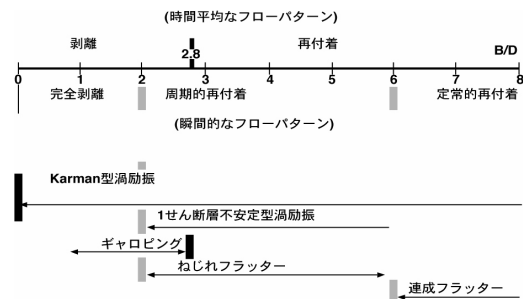 (時間平均なフローパターン)
剥離
再付着
2.8
B/D
0 1 2 3 4 5 6 7 8
完全剥離
周期的再付着
定常的再付着
(瞬間的なフローパターン)
Karman型渦励振
1せん断層不安定型渦励振
ギャロピング
ねじれフラッター
連成フラッター